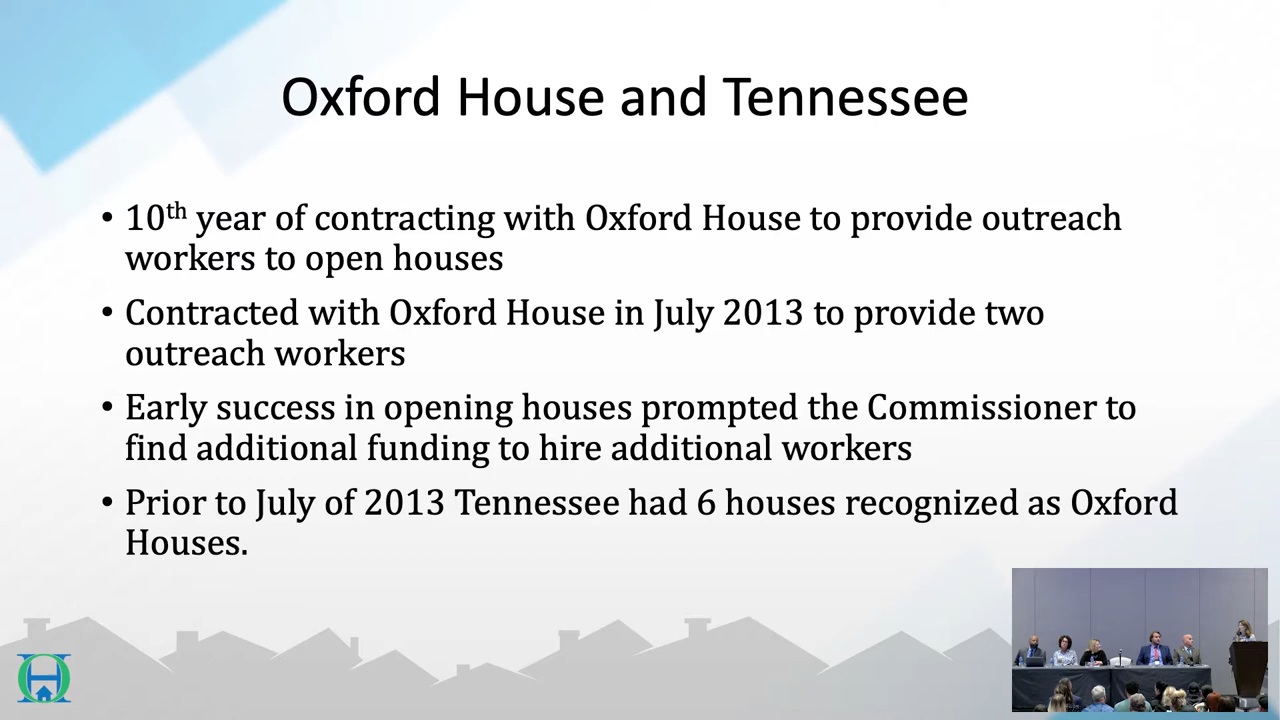 Oxford House and Tennessee
• 10th year of contracting with Oxford House to provide outreach
workers to open houses
• Contracted with Oxford House in July 2013 to provide two
outreach workers
• Early success in opening houses prompted the Commissioner to
find additional funding to hire additional workers
• Prior to July of 2013 Tennessee had 6 houses recognized as Oxford
Houses.